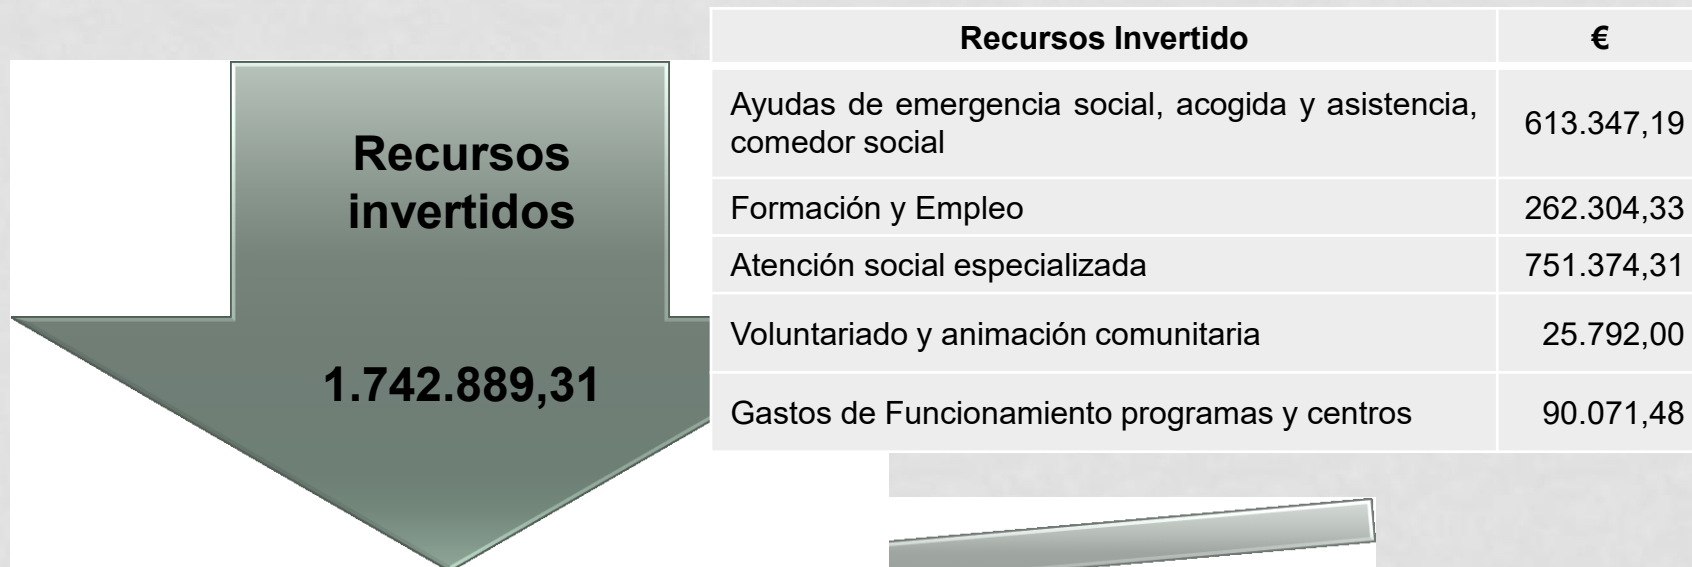 Recursos
invertidos
1.742.889,31
Recursos Invertido €
Ayudas de emergencia social, acogida y asistencia,
comedor social
613.347,19
Formación y Empleo 262.304,33
Atención social especializada 751.374,31
Voluntariado y animación comunitaria 25.792,00
Gastos de Funcionamiento programas y centros 90.071,48